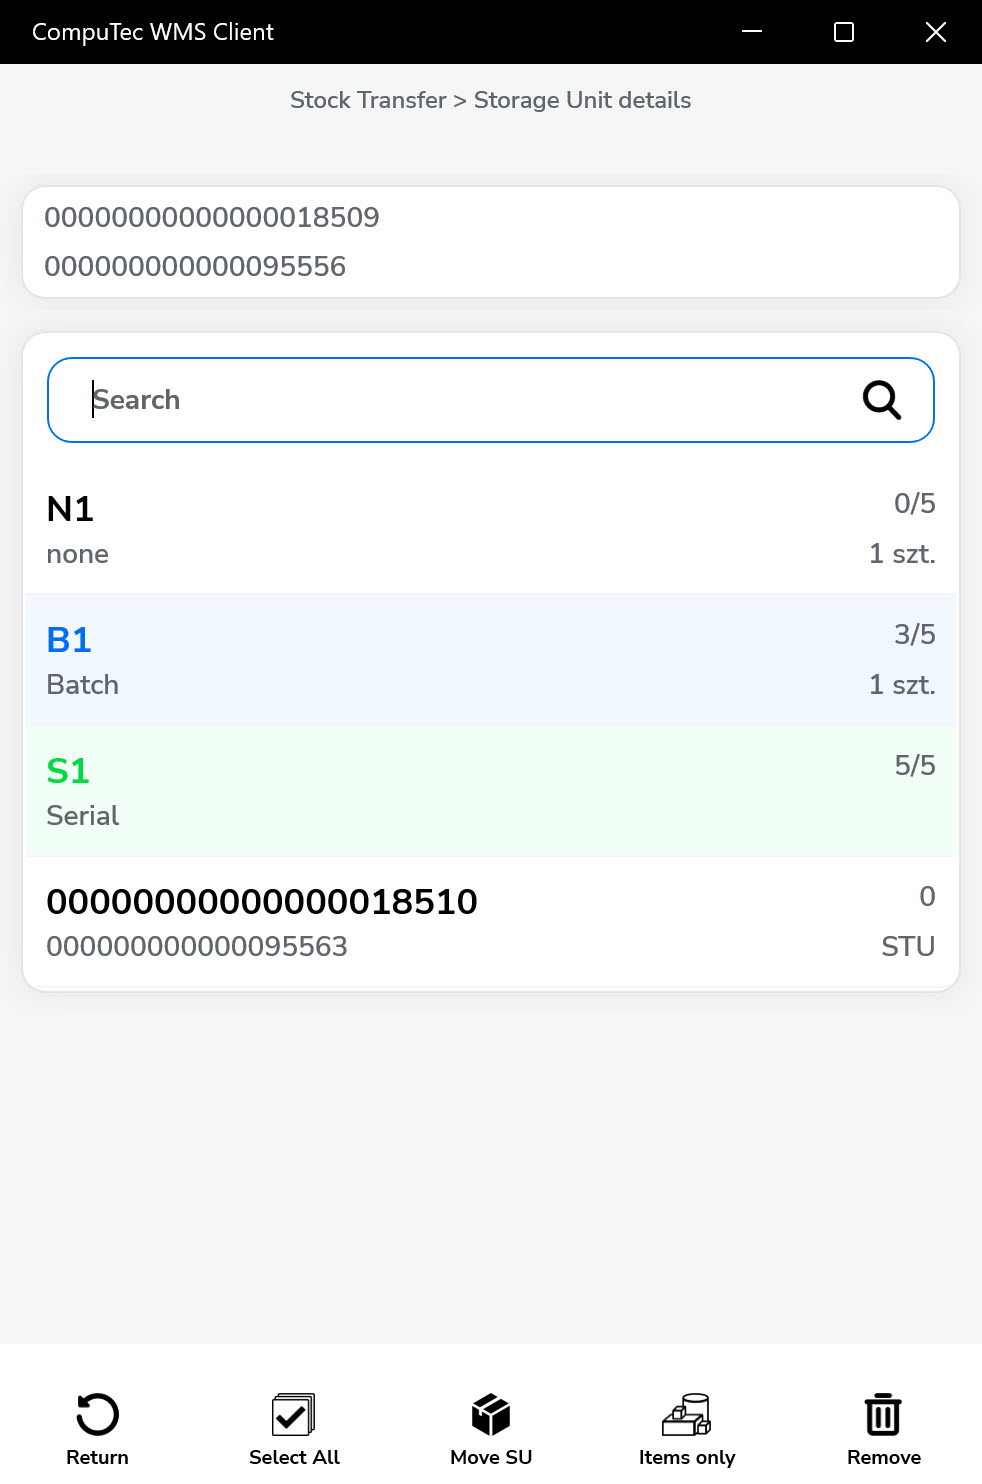 CompuTec WMS Client
Stock Transfer > Storage Unit details
00000000000000018509
000000000000095556
Search
N1 0/5
none 1 szt.
B1 3/5
Batch 1 szt.
S1 5/5
Serial
00000000000000018510 0
000000000000095563 STU
Return Select All Move SU Items only Remove